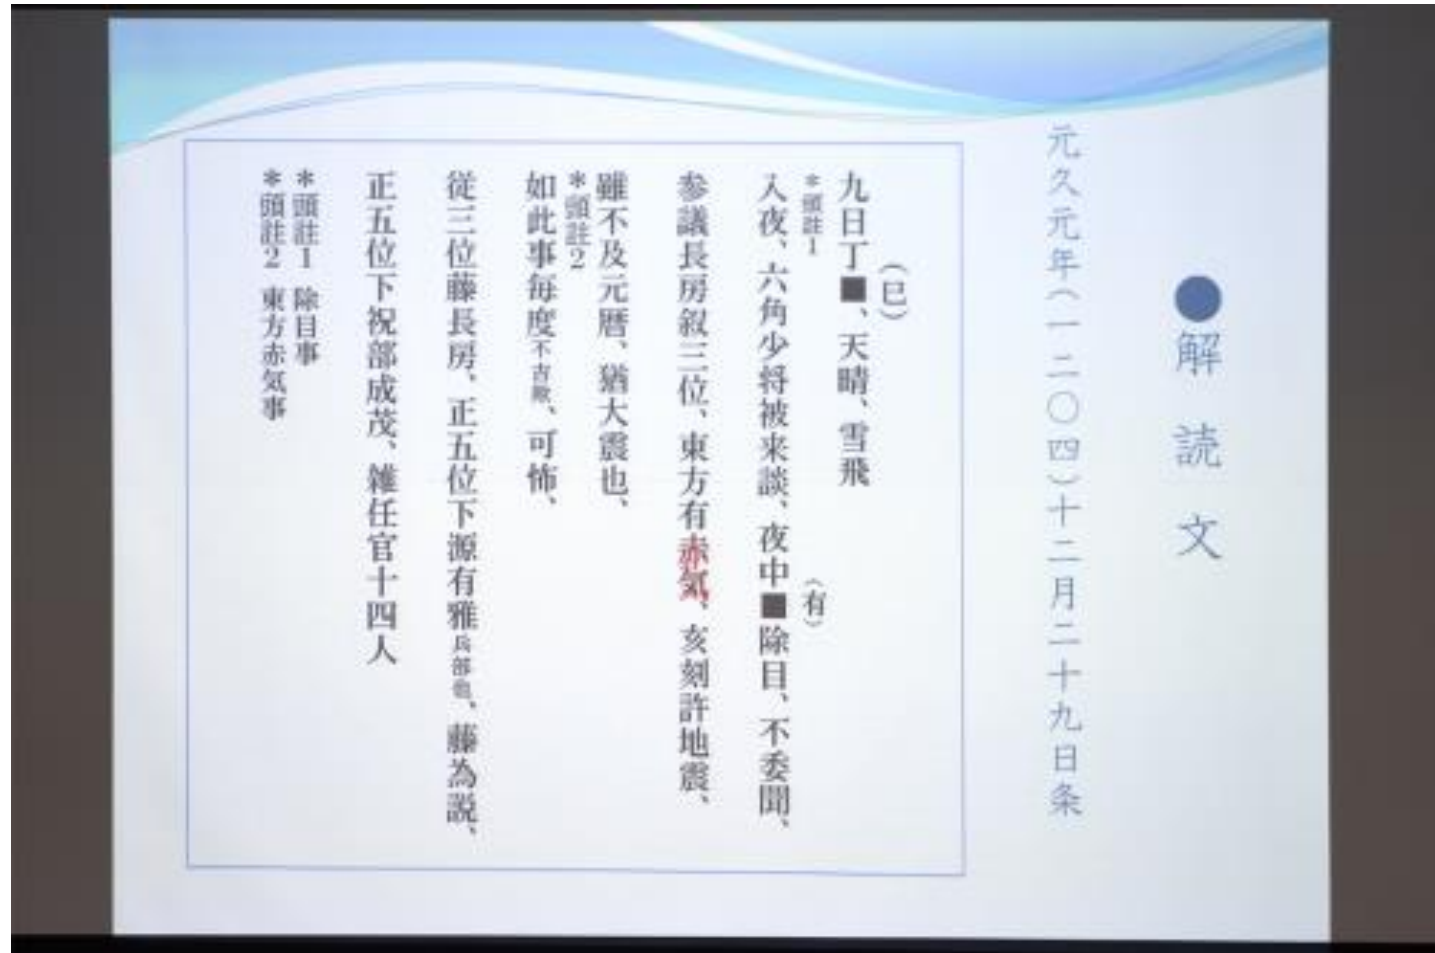 ●解読文
元久元年(一二〇四)十二月二十九日条
(巳)
九日丁■、天晴、雪飛
(有)
*頭註1
入夜、六角少将被来談、夜中■除目、不委聞、
参議長房叙三位、東方有赤気、亥刻許地震、
雖不及元暦、猶大震也、
*頭註2
如此事毎度不吉歟、可怖、
従三位藤長房、正五位下源有雅兵部也、藤為説、
正五位下祝部成茂、雑任官十四人
*頭註1 除目事
*頭註2 東方赤気事